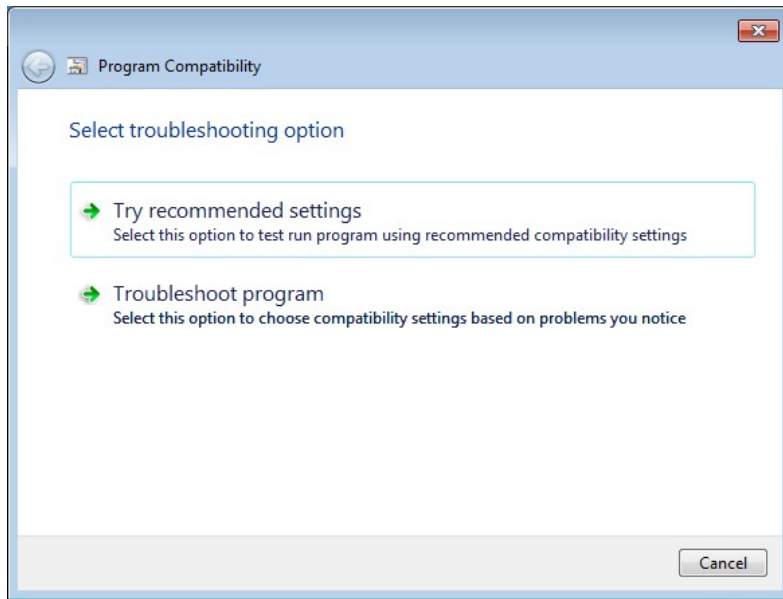 Program Compatibility
Select troubleshooting option
Try recommended settings
Select this option to test run program using recommended compatibility settings
Troubleshoot program
Select this option to choose compatibility settings based on problems you notice
Cancel